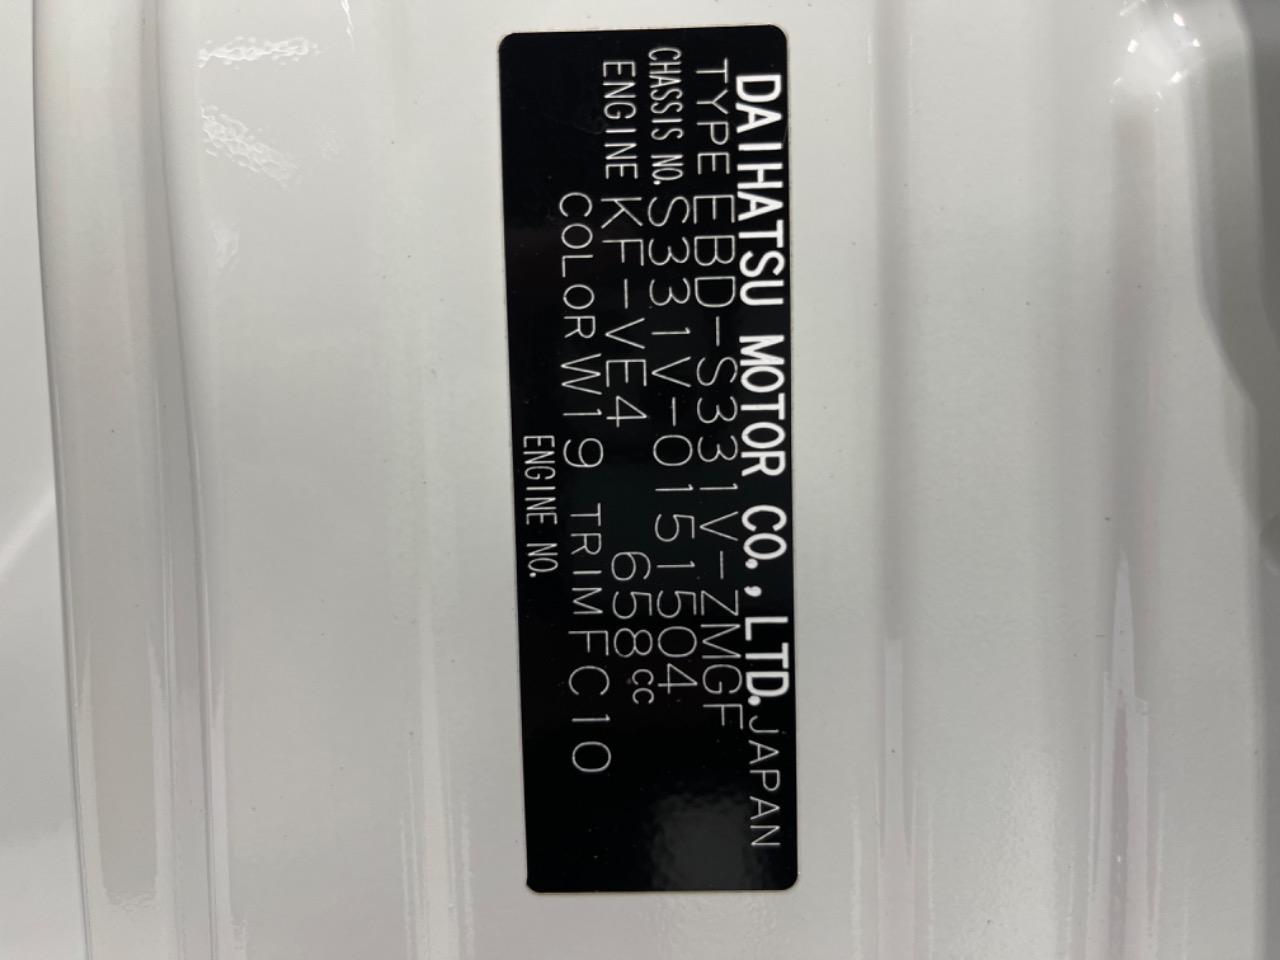 DAIHATSU MOTOR CO., LTD. JAPAN
TYPE EBD-S331V-ZMGF
CHASSIS NO. S331V-0151504
ENGINE KF-VE4 658cc
COLOR W19 TRIM FC10
ENGINE NO.